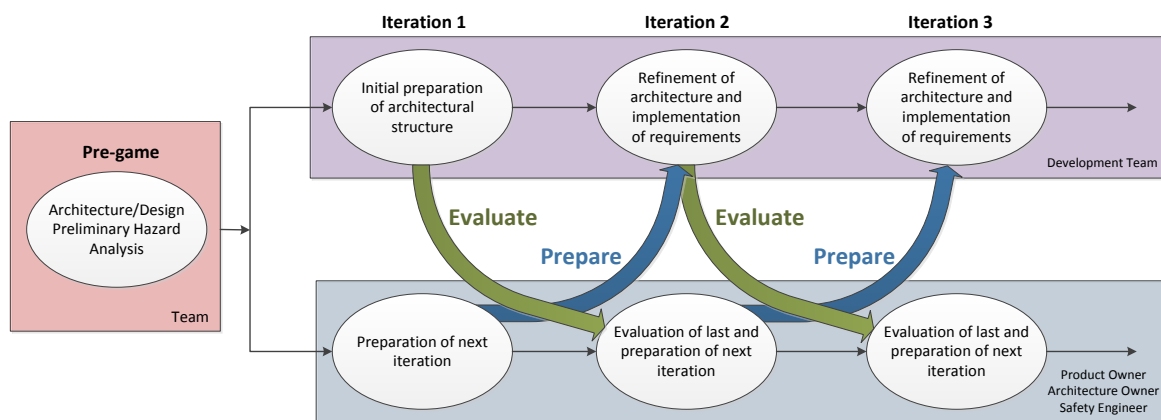 Iteration 1
Iteration 2
Iteration 3
Initial preparation
of architectural
structure
Refinement of
architecture and
implementation
of requirements
Refinement of
architecture and
implementation
of requirements
Development Team
Pre-game
Architecture/Design
Preliminary Hazard
Analysis
Team
Evaluate
Prepare
Evaluate
Prepare
Preparation of next
iteration
Evaluation of last and
preparation of next
iteration
Evaluation of last and
preparation of next
iteration
Product Owner
Architecture Owner
Safety Engineer